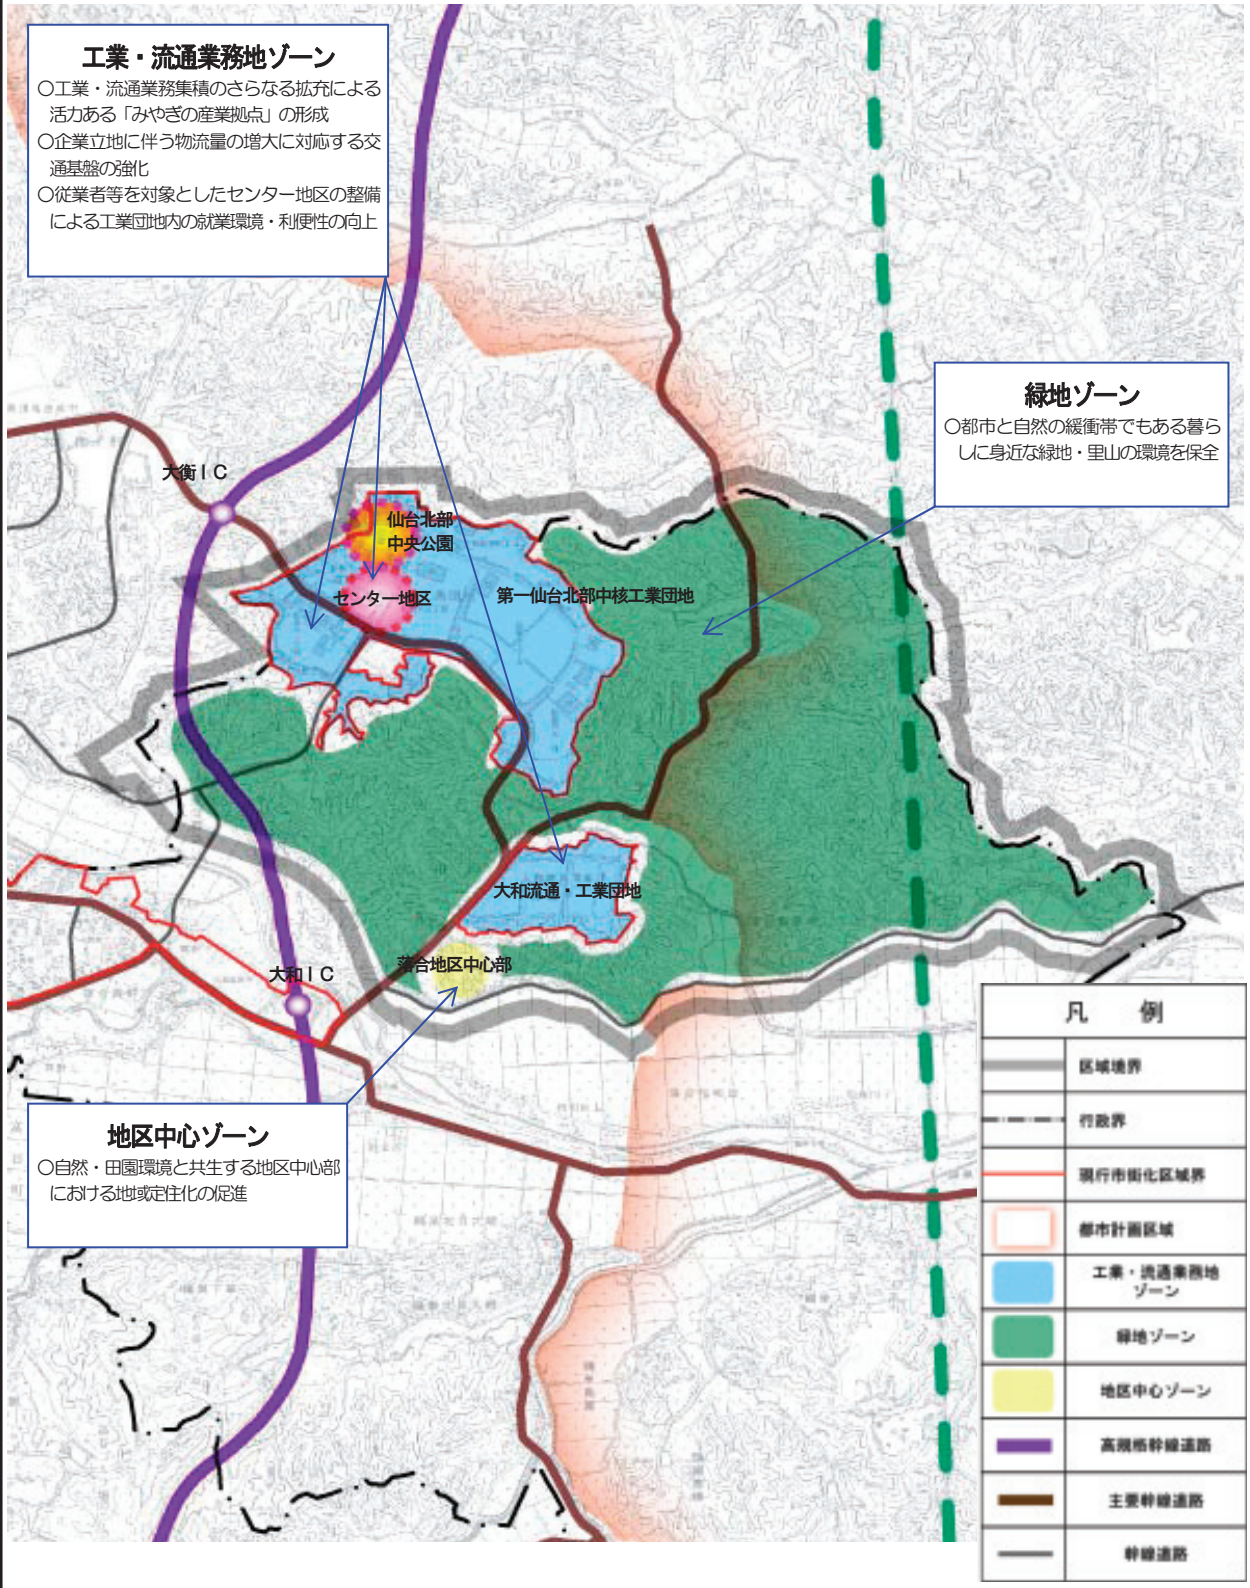 工業・流通業務地ゾーン
○工業・流通業務集積のさらなる拡充による
活力ある「みやぎの産業拠点」の形成
○企業立地に伴う物流量の増大に対応する交
通基盤の強化
○従業者等を対象としたセンター地区の整備
による工業団地内の就業環境・利便性の向上
緑地ゾーン
○都市と自然の緩衝帯でもある暮ら
しに身近な緑地・里山の環境を保全
大衡ＩＣ
仙台北部
中央公園
センター地区
第一仙台北部中核工業団地
大和流通・工業団地
落合地区中心部
大和ＩＣ
地区中心ゾーン
○自然・田園環境と共生する地区中心部
における地域定住化の促進
凡　例
区域境界
行政界
現行市街化区域界
都市計画区域
工業・流通業務地
ゾーン
緑地ゾーン
地区中心ゾーン
高規格幹線道路
主要幹線道路
幹線道路